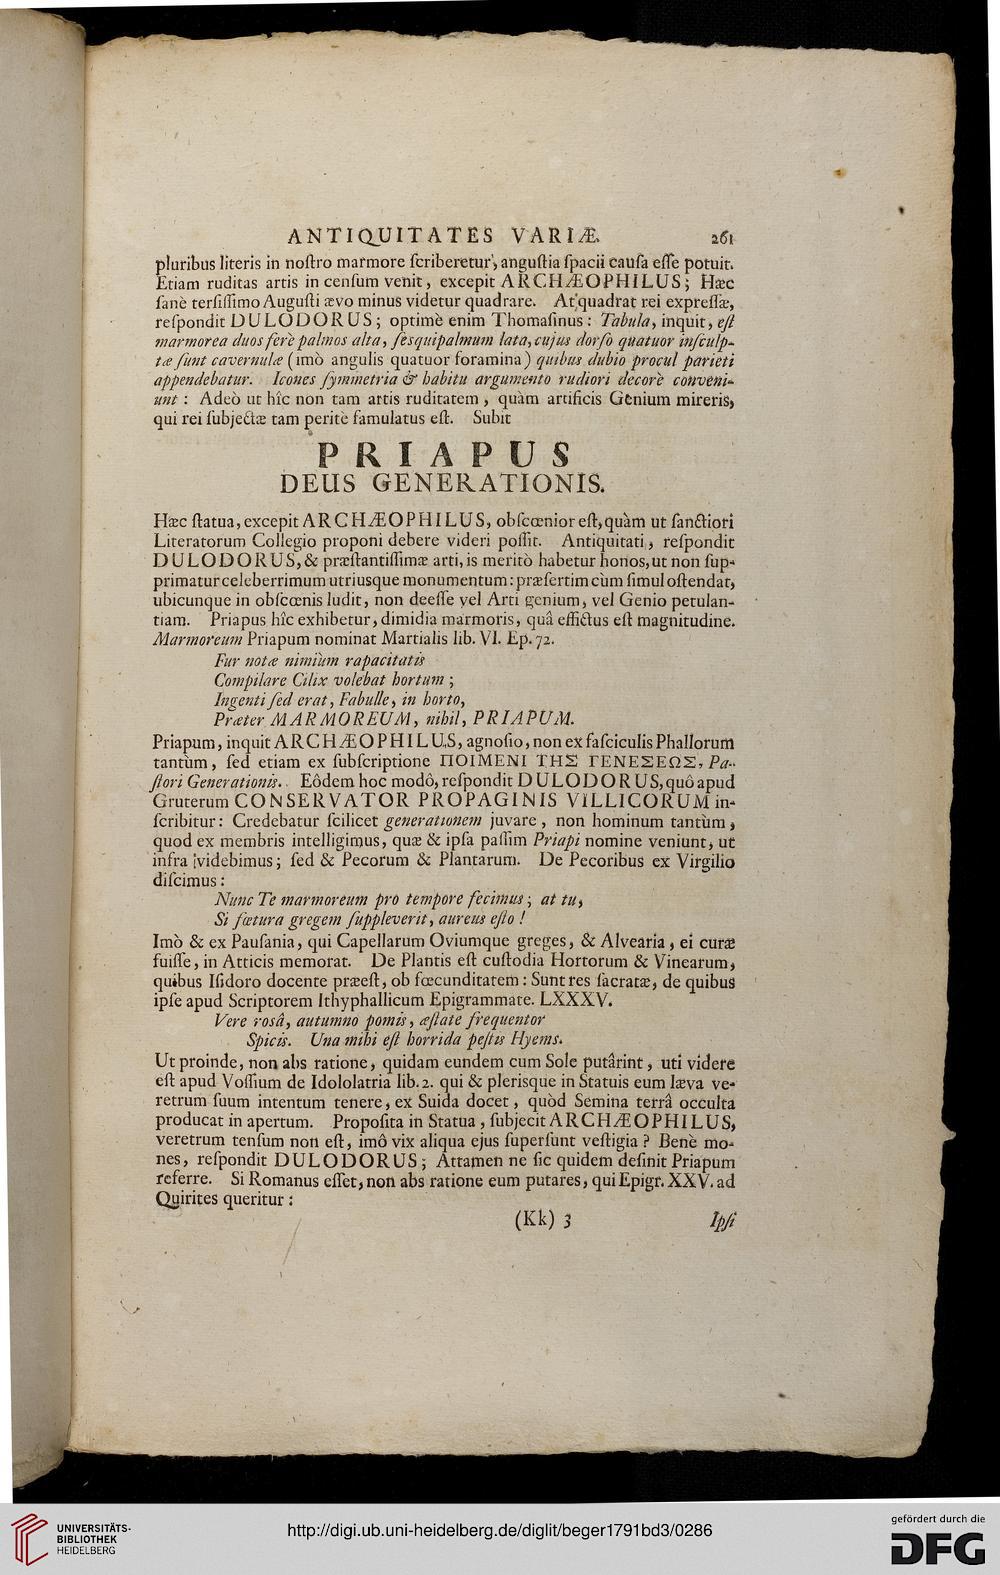 ANTIQUITATES VARIÆ. 261
pluribus literis in noſtro marmore ſcriberetur, anguſtia ſpacii cauſa eſſe potuit.
Etiam ruditas artis in cenſum venit, excepit ARCHÆOPHILUS; Hæc
ſanè terſiſſimo Auguſti ævo minus videtur quadrare. At quadrat rei expreſſæ,
reſpondit DULODORUS; optimè enim Thomaſinus: Tabula, inquit, eſt
marmorea duos ferè palmos alta, ſesquipalmum lata, cujus dorſo quatuor inſculp-
tæ ſunt cavernulæ (imò angulis quatuor foramina) quibus dubio procul parieti
appendebatur. Icones ſymmetria & habitu argumento rudiori decorè conveni-
unt : Adeò ut hîc non tam artis ruditatem, quàm artificis Genium mireris,
qui rei ſubjectæ tam peritè famulatus eſt. Subit
PRIAPUS
DEUS GENERATIONIS.
Hæc ſtatua, excepit ARCHÆOPHILUS, obſcœnior eſt, quàm ut ſanctiori
Literatorum Collegio proponi debere videri poſſit. Antiquitati, reſpondit
DULODORUS, & præſtantiſſimæ arti, is meritò habetur honos, ut non ſup-
primatur celeberrimum utriusque monumentum: præſertim cùm ſimul oſtendat,
ubicunque in obſcœnis ludit, non deeſſe vel Arti genium, vel Genio petulan-
tiam. Priapus hîc exhibetur, dimidia marmoris, quâ effictus eſt magnitudine.
Marmoreum Priapum nominat Martialis lib. VI. Ep. 72.
Fur notæ nimiùm rapacitatis
Compilare Cilix volebat hortum ;
Ingenti ſed erat, Fabulle, in horto,
Præter MARMOREUM, nihil, PRIAPUM.
Priapum, inquit ARCHÆOPHILUS, agnoſio, non ex faſciculis Phallorum
tantùm, ſed etiam ex ſubſcriptione ΠΟΙΜΕΝΙ ΤΗΣ ΓΕΝΕΣΕΩΣ, Pa-
ſtori Generationis. Eôdem hoc modô, reſpondit DULODORUS, quô apud
Gruterum CONSERVATOR PROPAGINIS VILLICORUM in-
ſcribitur: Credebatur ſcilicet generationem juvare, non hominum tantùm,
quod ex membris intelligimus, quæ & ipſa paſſim Priapi nomine veniunt, ut
infra videbimus; ſed & Pecorum & Plantarum. De Pecoribus ex Virgilio
diſcimus :
Nunc Te marmoreum pro tempore fecimus ; at tu,
Si fœtura gregem ſuppleverit, aureus eſto !
Imò & ex Pauſania, qui Capellarum Oviumque greges, & Alvearia, ei curæ
fuiſſe, in Atticis memorat. De Plantis eſt cuſtodia Hortorum & Vinearum,
quibus Iſidoro docente præeſt, ob fœcunditatem : Sunt res ſacratæ, de quibus
ipſe apud Scriptorem Ithyphallicum Epigrammate. LXXXV.
Vere roſâ, autumno pomis, æſtate frequentor
Spicis. Una mihi eſt horrida peſtis Hyems.
Ut proinde, non abs ratione, quidam eundem cum Sole putârint, uti videre
eſt apud Voſſium de Idololatria lib. 2. qui & plerisque in Statuis eum læva ve-
retrum ſuum intentum tenere, ex Suida docet, quòd Semina terrâ occulta
producat in apertum. Propoſita in Statua, ſubjecit ARCHÆOPHILUS,
veretrum tenſum non eſt, imô vix aliqua ejus ſuperſunt veſtigia ? Benè mo-
nes, reſpondit DULODORUS; Attamen ne ſic quidem deſinit Priapum
referre. Si Romanus eſſet, non abs ratione eum putares, qui Epigr. XXV. ad
Quirites queritur :
(Kk) 3 Ipſi
UNIVERSITÄTS-
BIBLIOTHEK
HEIDELBERG
http://digi.ub.uni-heidelberg.de/diglit/beger1791bd3/0286
gefördert durch die
DFG